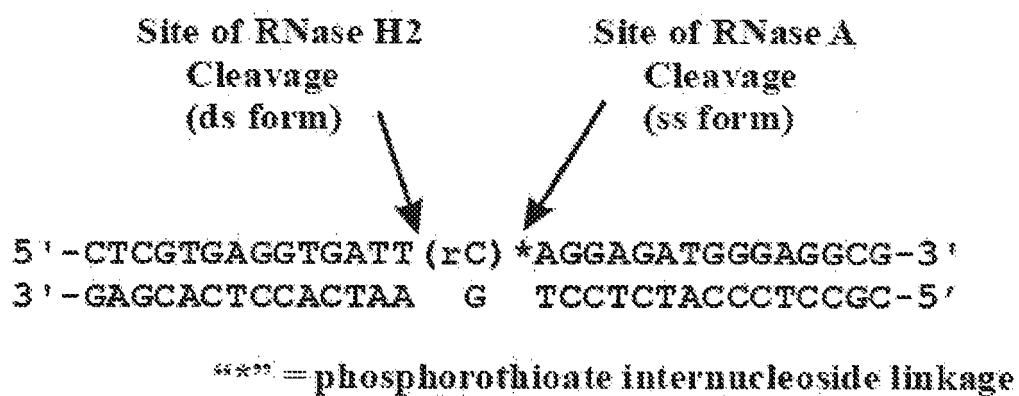 Site of RNase H2
Cleavage
(ds form)
Site of RNase A
Cleavage
(ss form)
5'-CTCGTGAGGTGATT(rC)*AGGAGATGGGAGGCG-3'
3'-GAGCACTCCACTAA G TCCTCTACCCTCCGC-5'
“*” = phosphorothioate internucleoside linkage